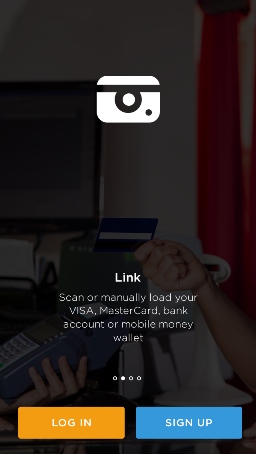 Link
Scan or manually load your
VISA, MasterCard, bank
account or mobile money
wallet
LOG IN
SIGN UP